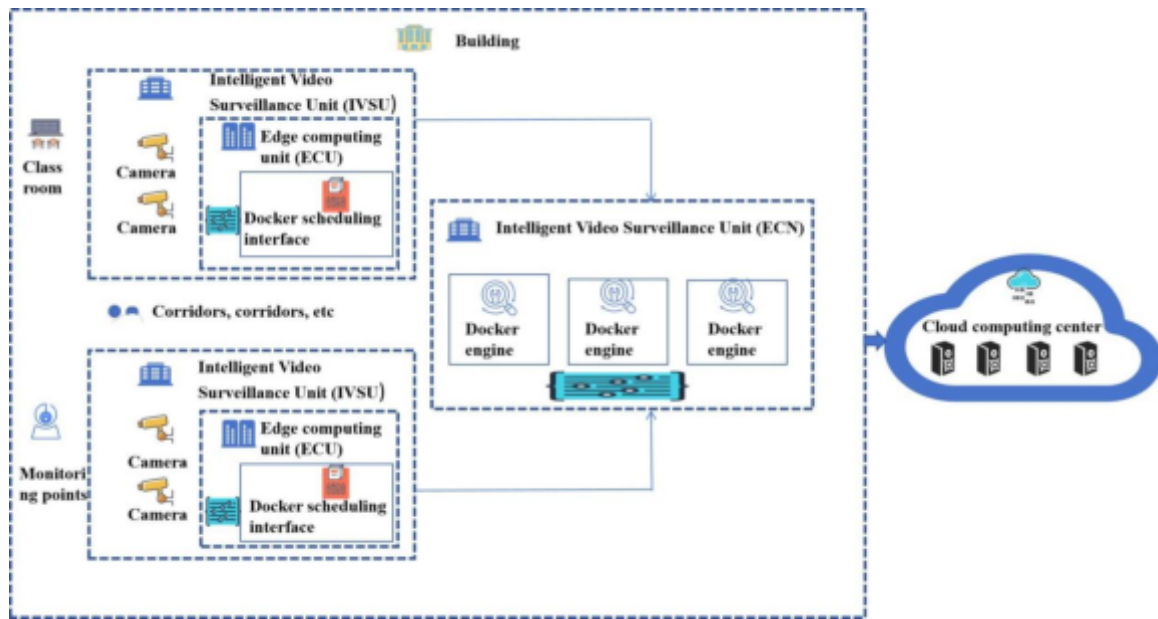 Building
Intelligent Video
Surveillance Unit (IVSU)
Edge computing
unit (ECU)
Class
room
Camera
Camera
Docker scheduling
interface
Intelligent Video Surveillance Unit (ECN)
Docker
engine
Docker
engine
Docker
engine
Cloud computing center
Corridors, corridors, etc
Intelligent Video
Surveillance Unit (IVSU)
Edge computing
unit (ECU)
Monitori
ng points
Camera
Camera
Docker scheduling
interface